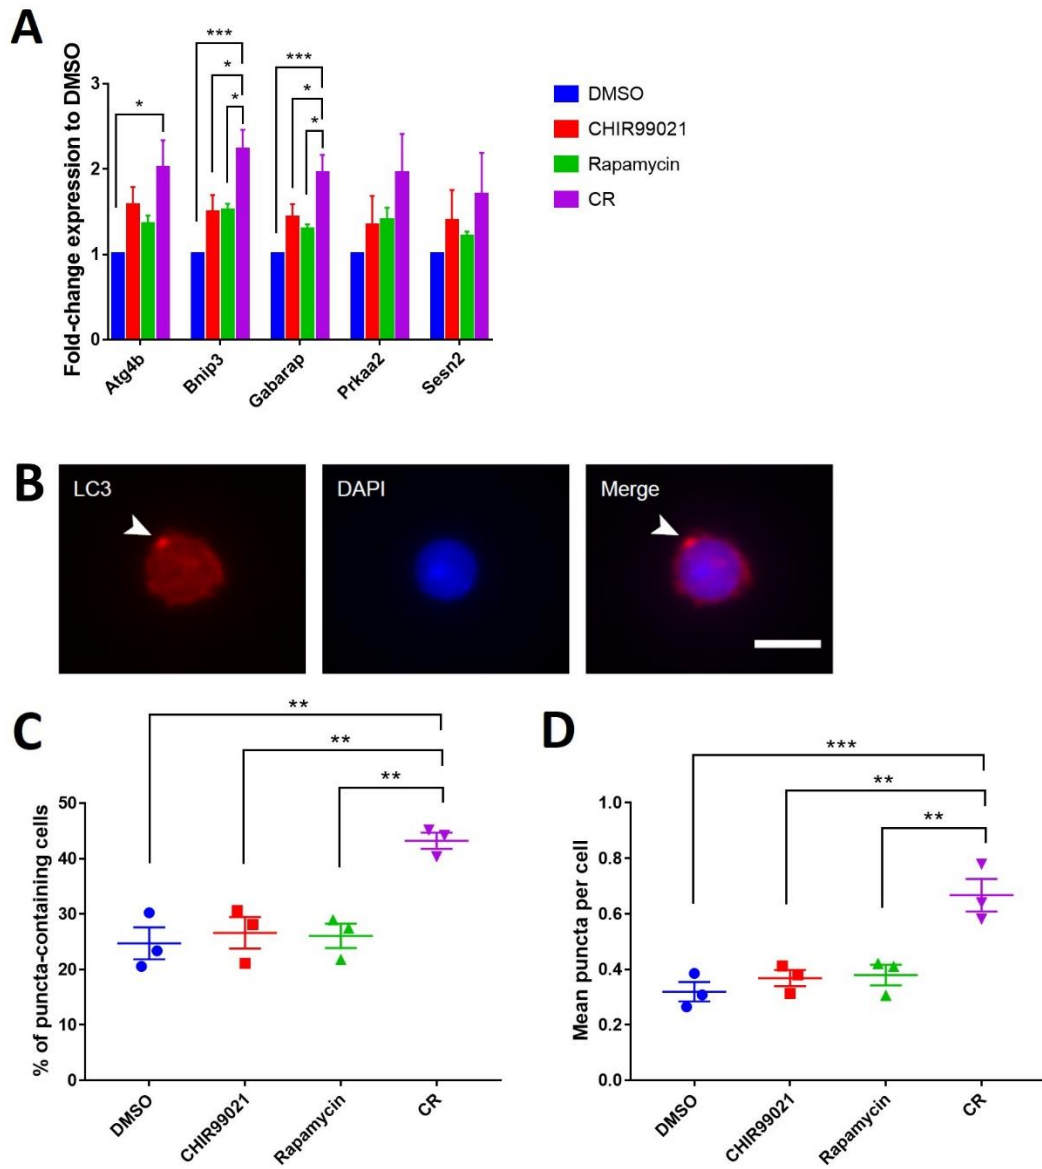 A
Fold-change expression to DMSO
***
***
*
*
*
*
*
3
2
1
0
Atg4b
Bnip3
Gabarap
Prkaa2
Sesn2
DMSO
CHIR99021
Rapamycin
CR
B
LC3
DAPI
Merge
C
**
**
**
% of puncta-containing cells
50
40
30
20
10
0
DMSO
CHIR99021
Rapamycin
CR
D
***
**
**
Mean puncta per cell
1.0
0.8
0.6
0.4
0.2
0.0
DMSO
CHIR99021
Rapamycin
CR